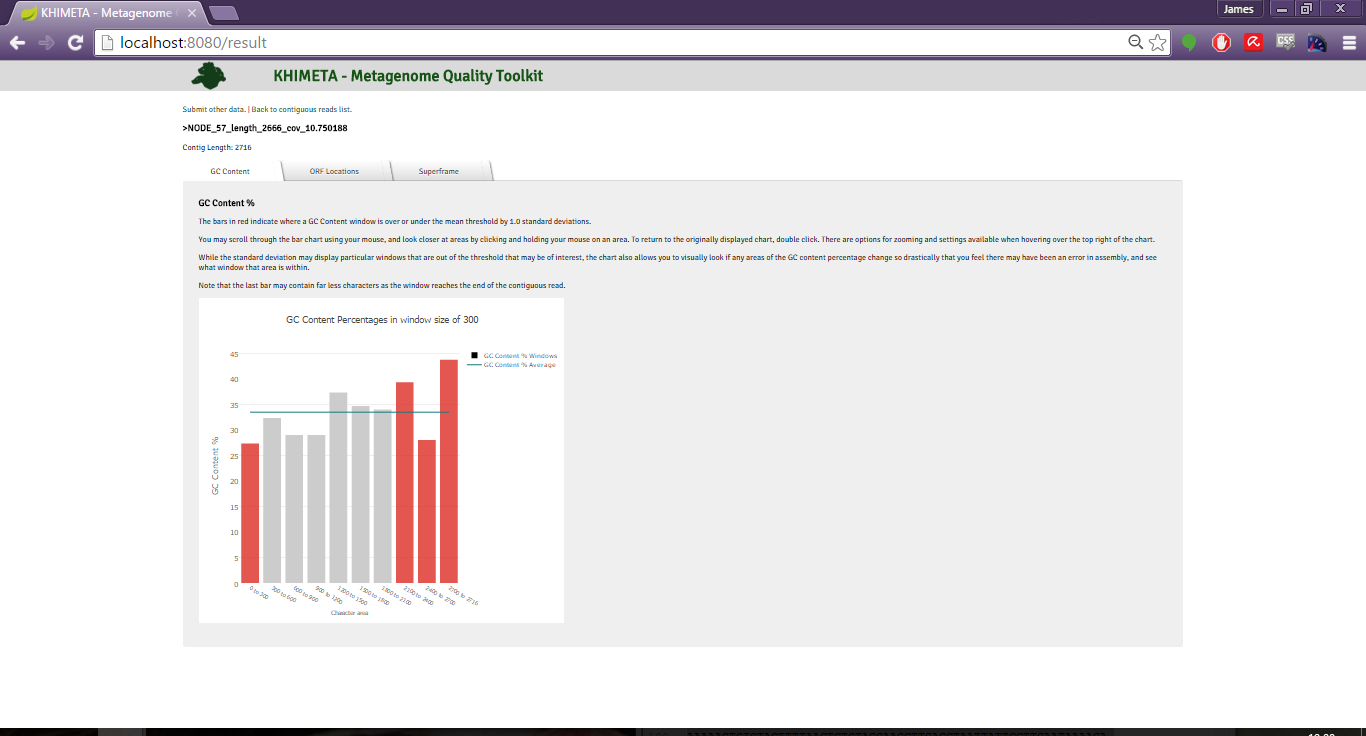 KHIMETA - Metagenome
James
localhost:8080/result
CSS
KHIMETA - Metagenome Quality Toolkit
Submit other data. | Back to contiguous reads list.
>NODE_57_length_2666_cov_10.750188
Contig Length: 2716
GC Content ORF Locations Superframe
GC Content %
The bars in red indicate where a GC Content window is over or under the mean threshold by 1.0 standard deviations.
You may scroll through the bar chart using your mouse, and look closer at areas by clicking and holding your mouse on an area. To return to the originally displayed chart, double click. There are options for zooming and settings available when hovering over the top right of the chart.
While the standard deviation may display particular windows that are out of the threshold that may be of interest, the chart also allows you to visually look if any areas of the GC content percentage change so drastically that you feel there may have been an error in assembly, and see
what window that area is within.
Note that the last bar may contain far less characters as the window reaches the end of the contiguous read.
GC Content Percentages in window size of 300
GC Content % Windows
GC Content % Average
45
40
35
30
25
20
15
10
5
0
GC Content %
0 to 300
300 to 600
600 to 900
900 to 1200
1200 to 1500
1500 to 1800
1800 to 2100
2100 to 2400
2400 to 2700
2700 to 2716
Character area